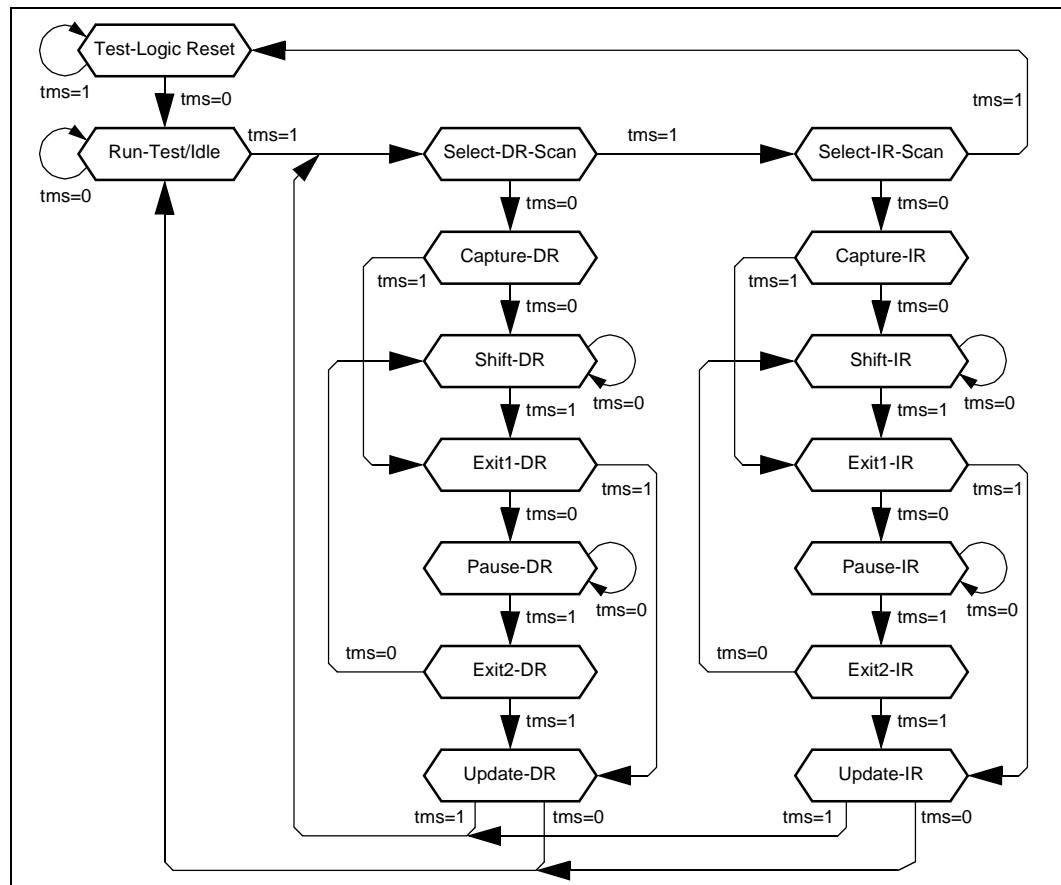 Test-Logic Reset
tms=1
tms=0
tms=1
Run-Test/Idle
tms=1
Select-DR-Scan
tms=1
Select-IR-Scan
tms=0
tms=0
tms=0
Capture-DR
Capture-IR
tms=1
tms=0
tms=1
tms=0
Shift-DR
Shift-IR
tms=1
tms=0
tms=1
tms=0
Exit1-DR
Exit1-IR
tms=0
tms=1
tms=0
tms=1
Pause-DR
Pause-IR
tms=1
tms=0
tms=1
tms=0
tms=0
Exit2-DR
tms=0
Exit2-IR
tms=1
tms=1
Update-DR
Update-IR
tms=1
tms=0
tms=1
tms=0